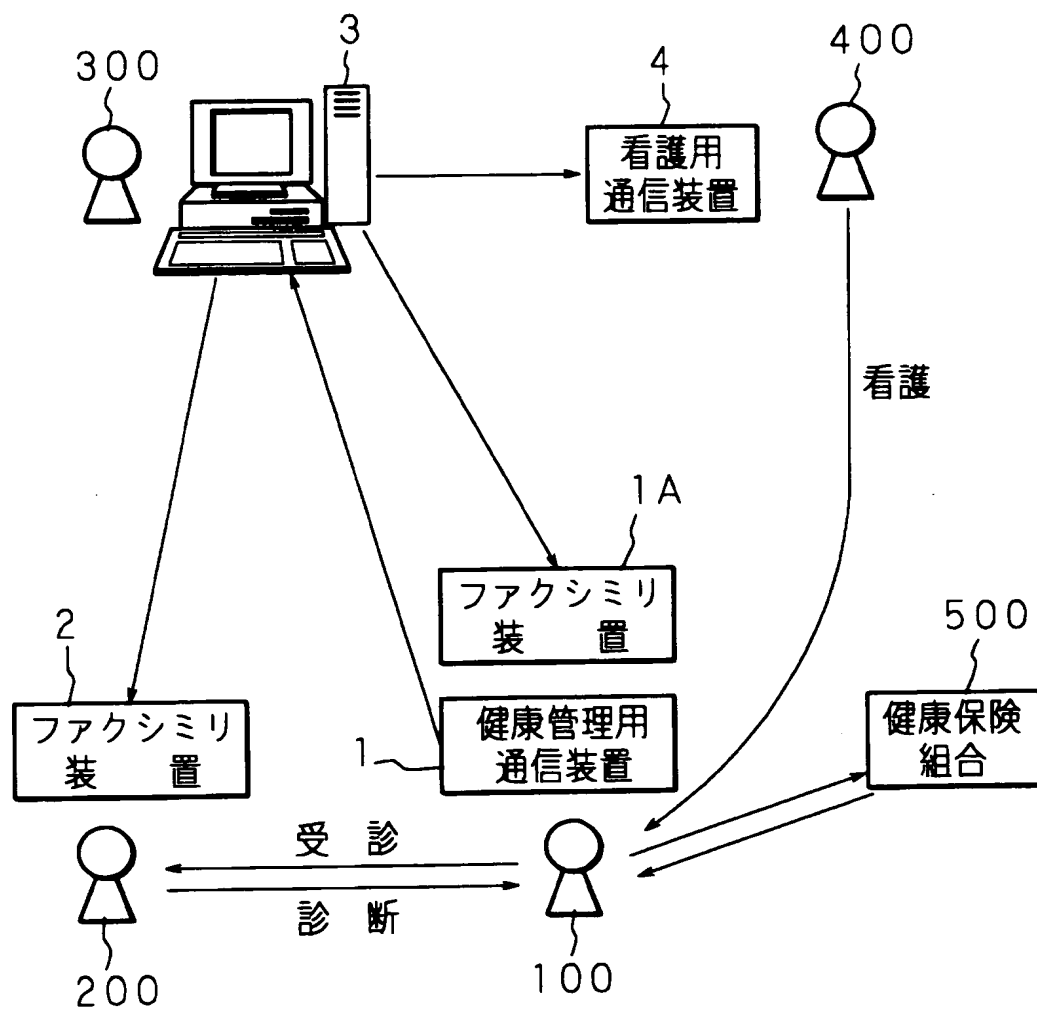 3
400
300
4
看護用
通信装置
看護
1A
ファクシミリ
装 置
500
2
ファクシミリ
装 置
健康管理用
通信装置
1
健康保険
組合
受 診
診 断
200
100